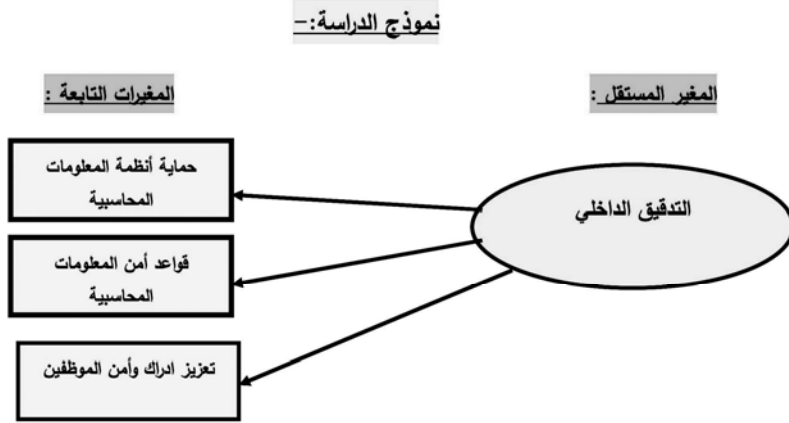 نموذج الدراسة:-
المغير المستقل :
المغيرات التابعة :
التدقيق الداخلي
حماية أنظمة المعلومات
المحاسبية
قواعد أمن المعلومات
المحاسبية
تعزيز ادراك وأمن الموظفين